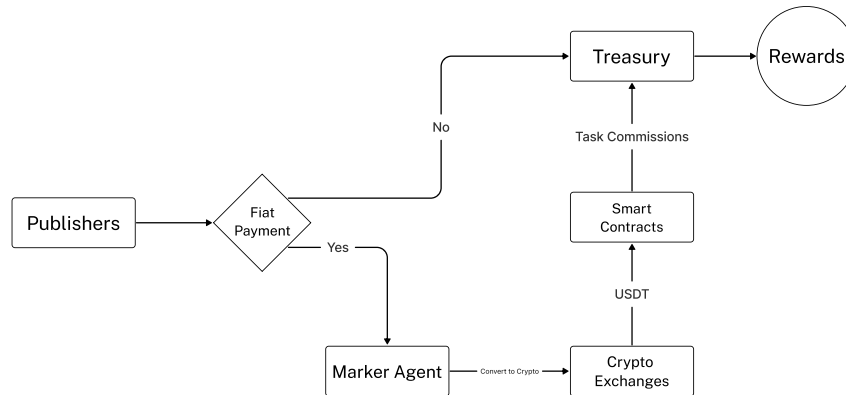 Treasury
Rewards
No
Task Commissions
Publishers
Fiat
Payment
Smart
Contracts
Yes
USDT
Marker Agent
Convert to Crypto
Crypto
Exchanges